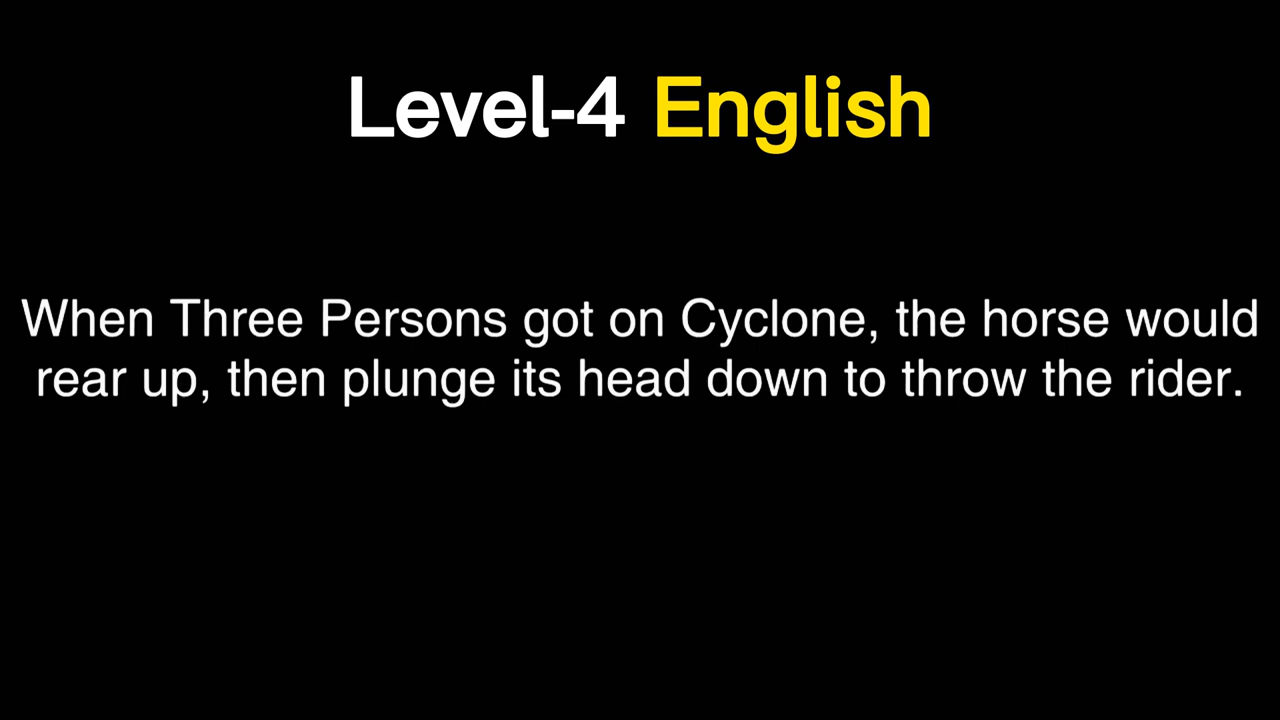 Level-4 English
When Three Persons got on Cyclone, the horse would
rear up, then plunge its head down to throw the rider.